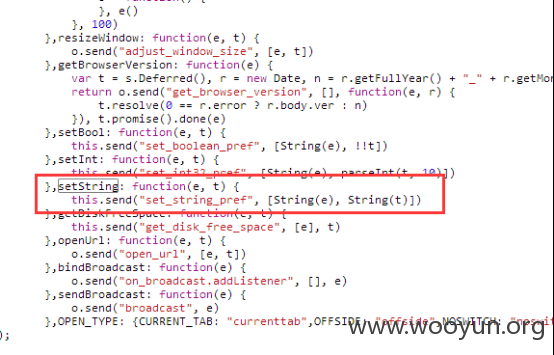 }, e()
}, 100)
},resizeWindow: function(e, t) {
o.send("adjust_window_size", [e, t])
},getBrowserVersion: function(e) {
var t = s.Deferred(), r = new Date, n = r.getFullYear() + "_" + r.getMon
return o.send("get_browser_version", [], function(e, r) {
t.resolve(0 == r.error ? r.body.ver : n)
}), t.promise().done(e)
},setBool: function(e, t) {
this.send("set_boolean_pref", [String(e), !!t])
},setInt: function(e, t) {
this.send("set_int32_pref", [String(e), parseInt(t, 10)])
},setString: function(e, t) {
this.send("set_string_pref", [String(e), String(t)])
},getDiskFreeSpace: function(e, t) {
this.send("get_disk_free_space", [e], t)
},openUrl: function(e, t) {
o.send("open_url", [e, t])
},bindBroadcast: function(e) {
o.send("on_broadcast.addListener", [], e)
},sendBroadcast: function(e) {
o.send("broadcast", e)
},OPEN_TYPE: {CURRENT_TAB: "currenttab",OFFSIDE: "offside",NOSWITCH: "noswit
);
www.wooyun.org